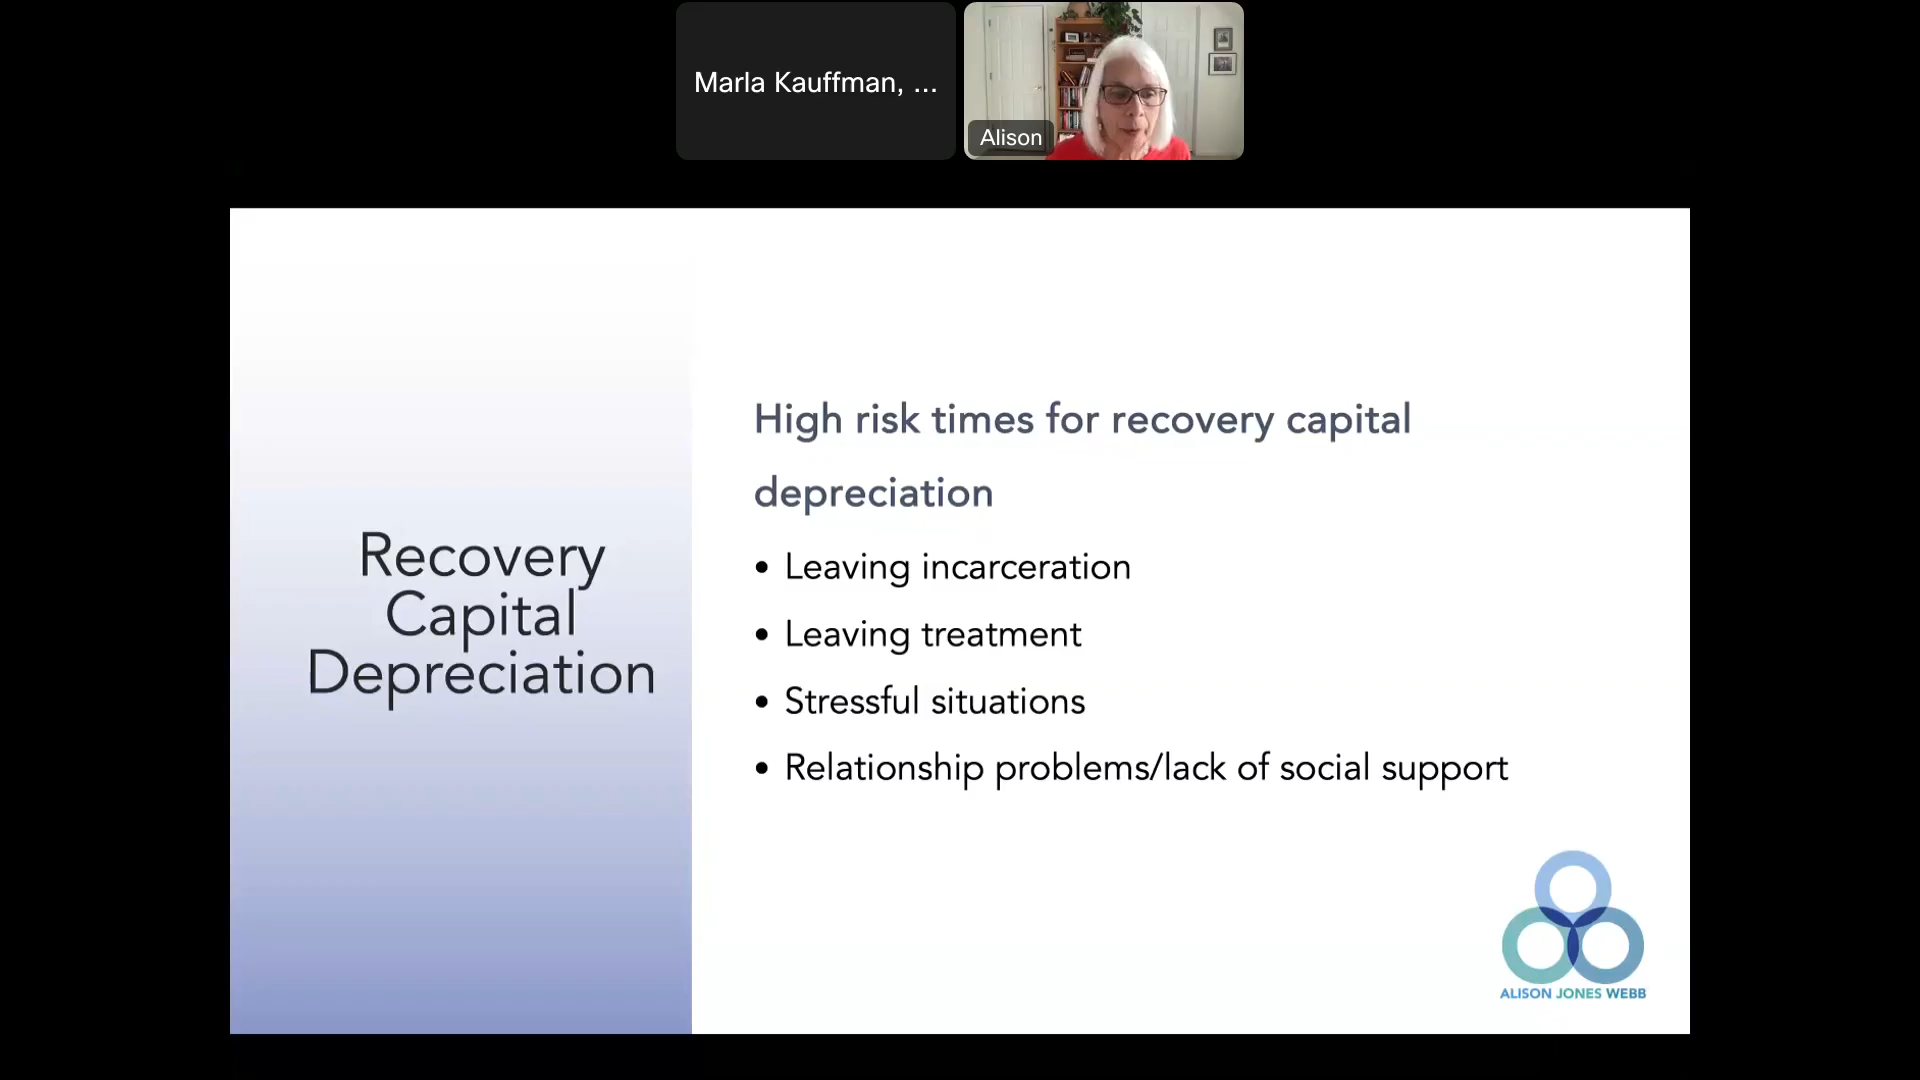 Marla Kauffman, ...
Alison
Recovery
Capital
Depreciation
High risk times for recovery capital
depreciation
• Leaving incarceration
• Leaving treatment
• Stressful situations
• Relationship problems/lack of social support
ALISON JONES WEBB